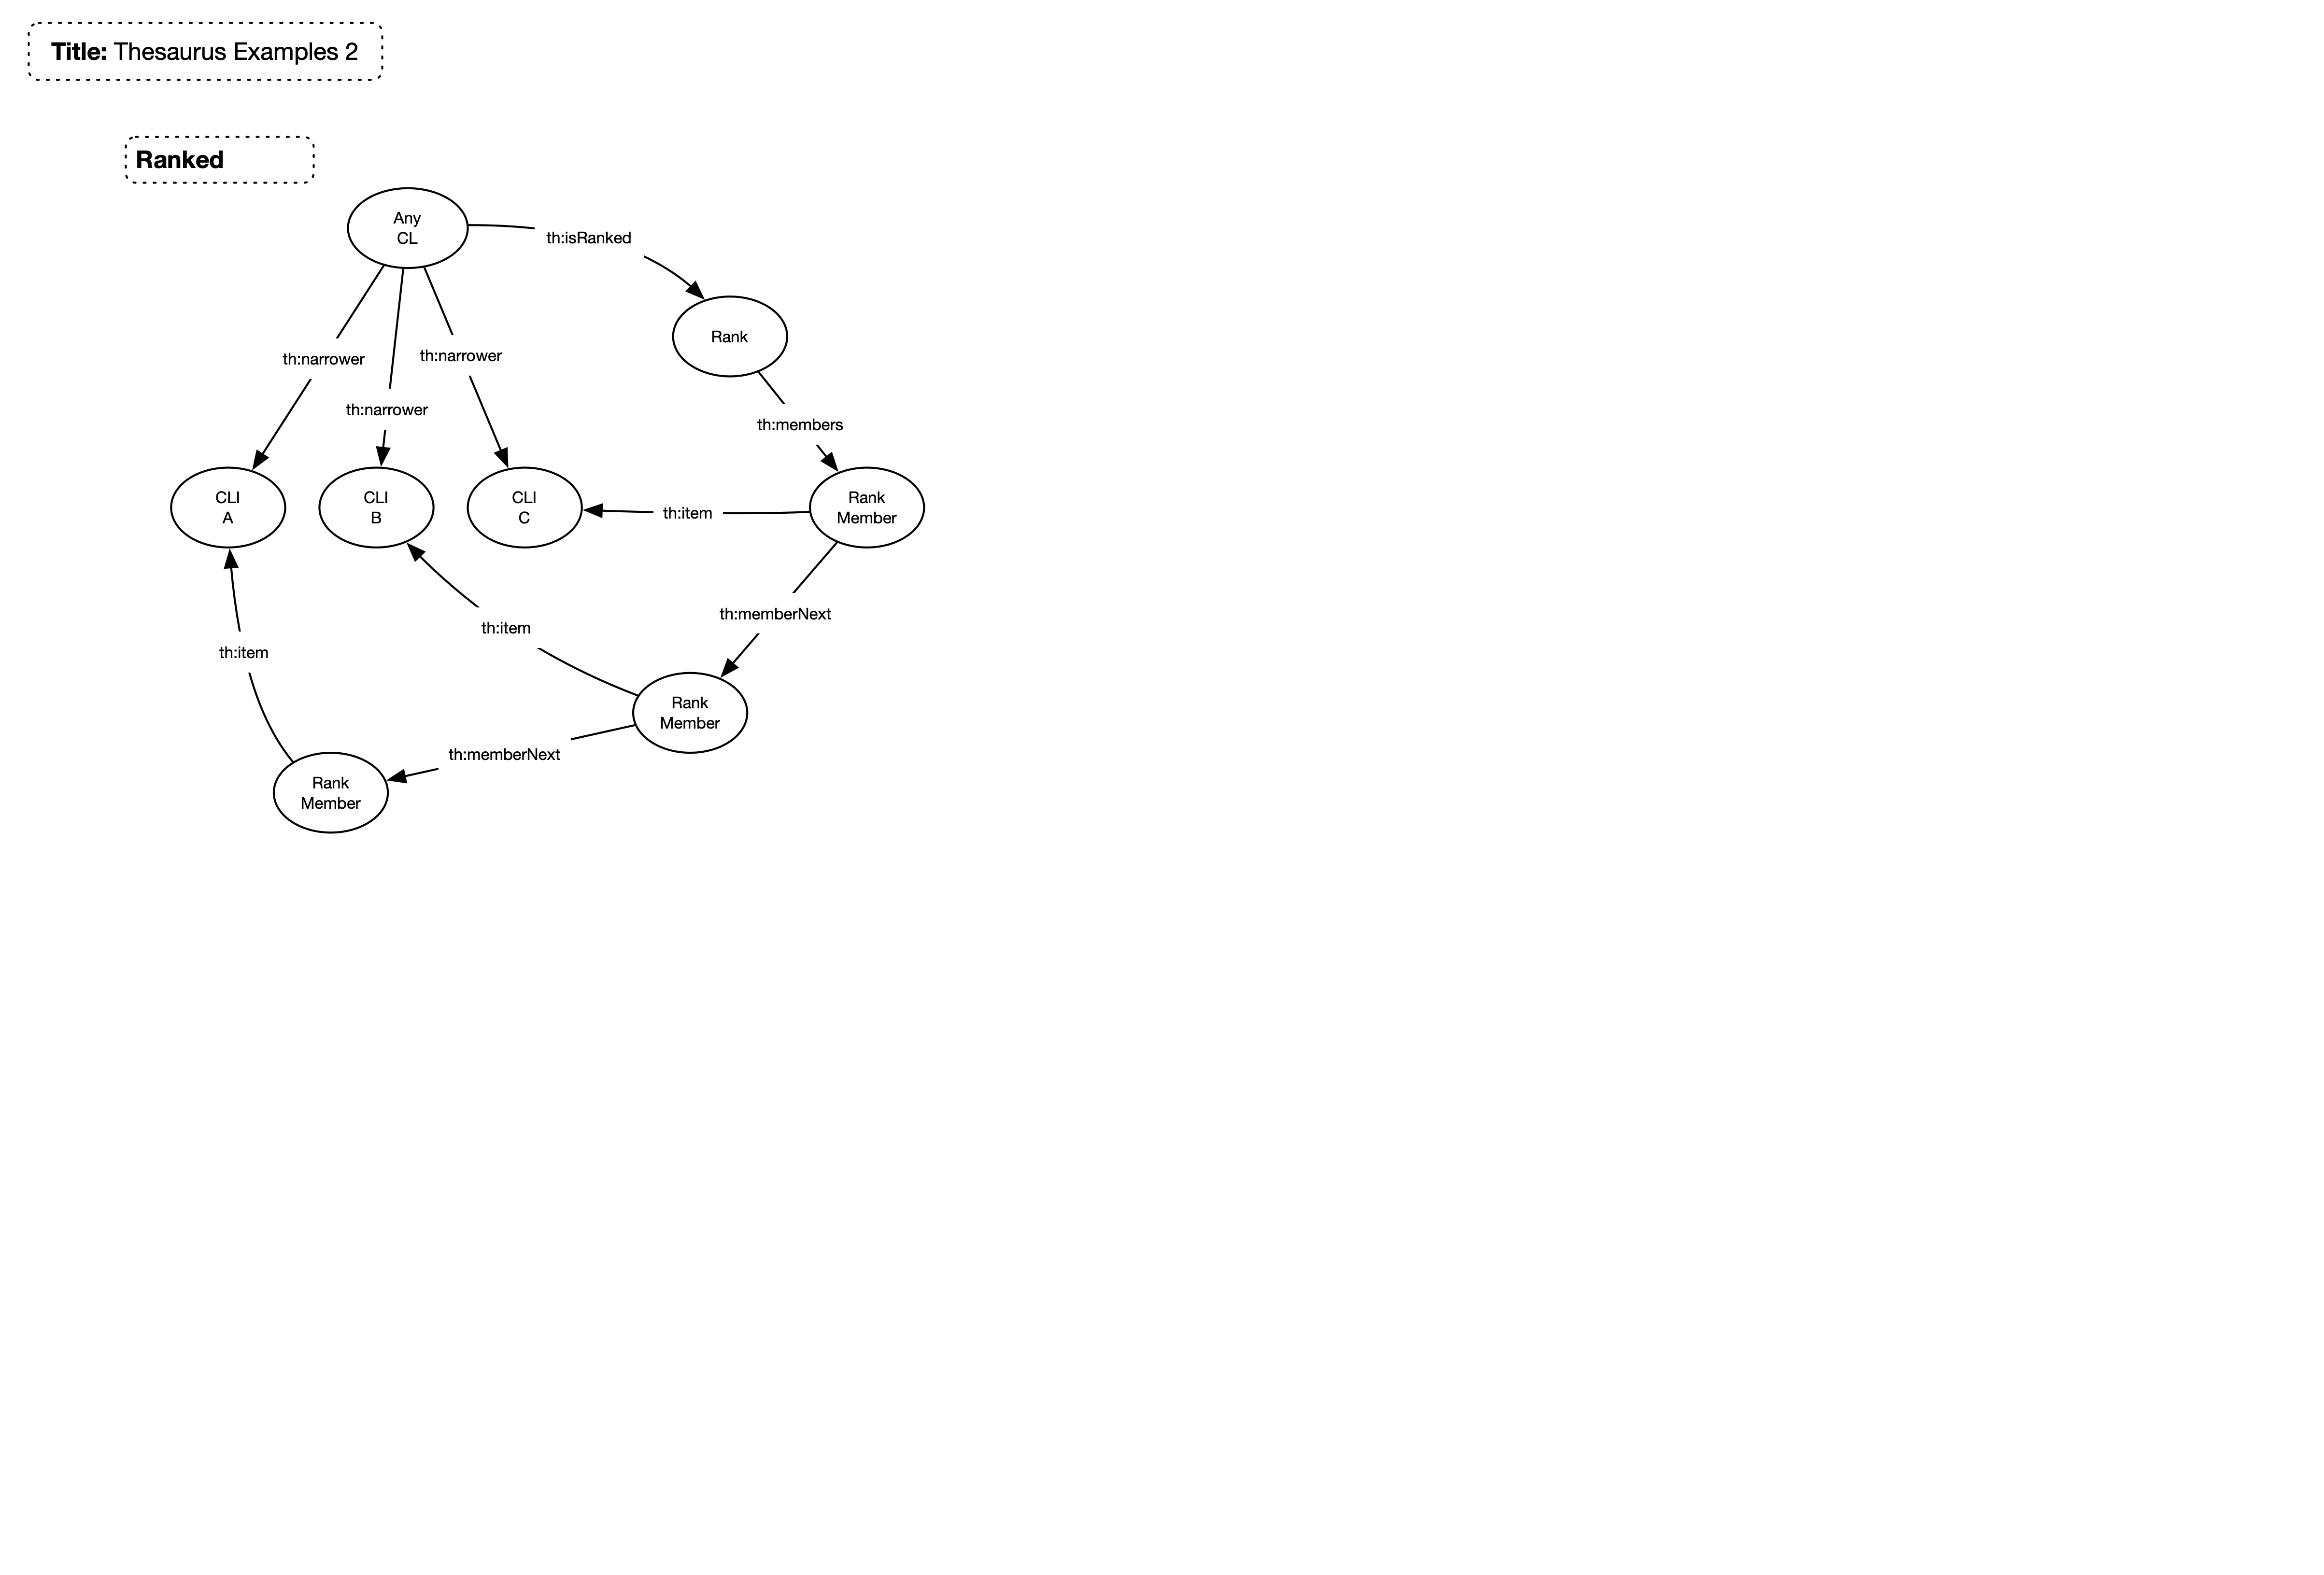 Title: Thesaurus Examples 2
Ranked
Any
CL
th:isRanked
Rank
th:narrower
th:narrower
th:narrower
th:members
CLI
A
CLI
B
CLI
C
th:item
Rank
Member
th:memberNext
th:item
th:item
Rank
Member
th:memberNext
Rank
Member